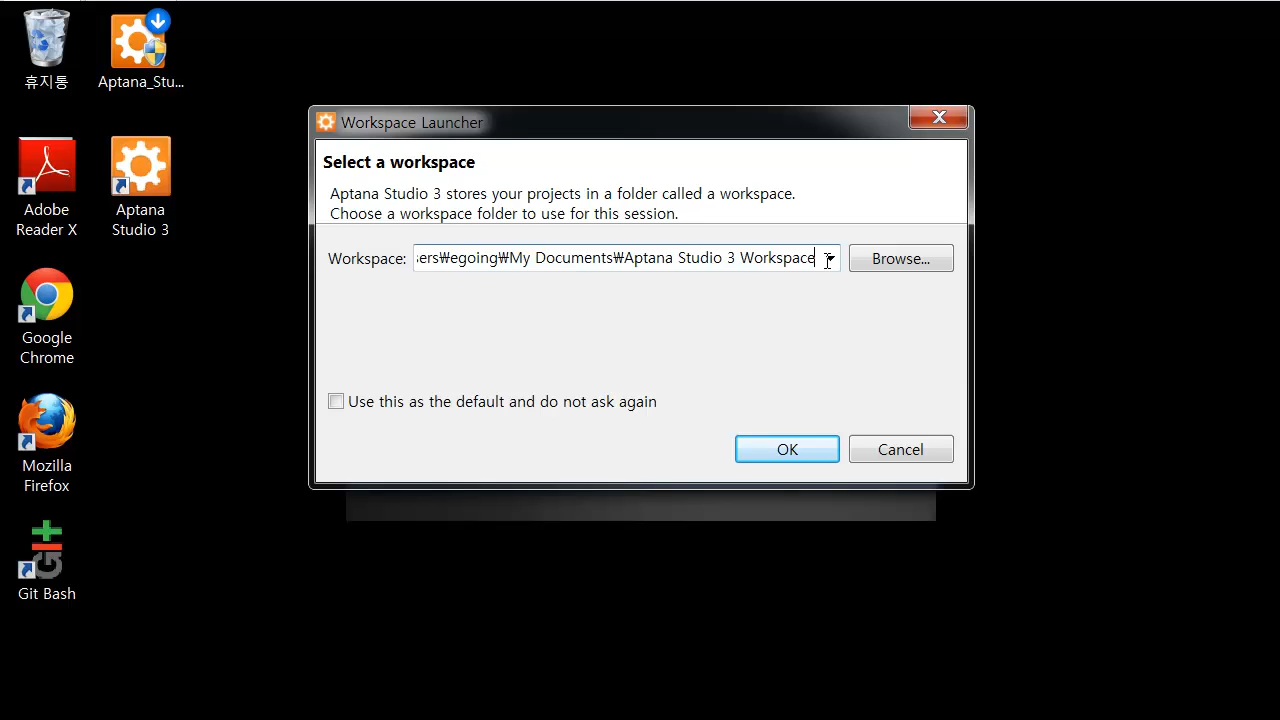 휴지통
Aptana_Stu...
Adobe
Reader X
Aptana
Studio 3
Google
Chrome
Mozilla
Firefox
Git Bash
Workspace Launcher
Select a workspace
Aptana Studio 3 stores your projects in a folder called a workspace.
Choose a workspace folder to use for this session.
Workspace: sers₩egoing₩My Documents₩Aptana Studio 3 Workspace Browse...
Use this as the default and do not ask again
OK Cancel